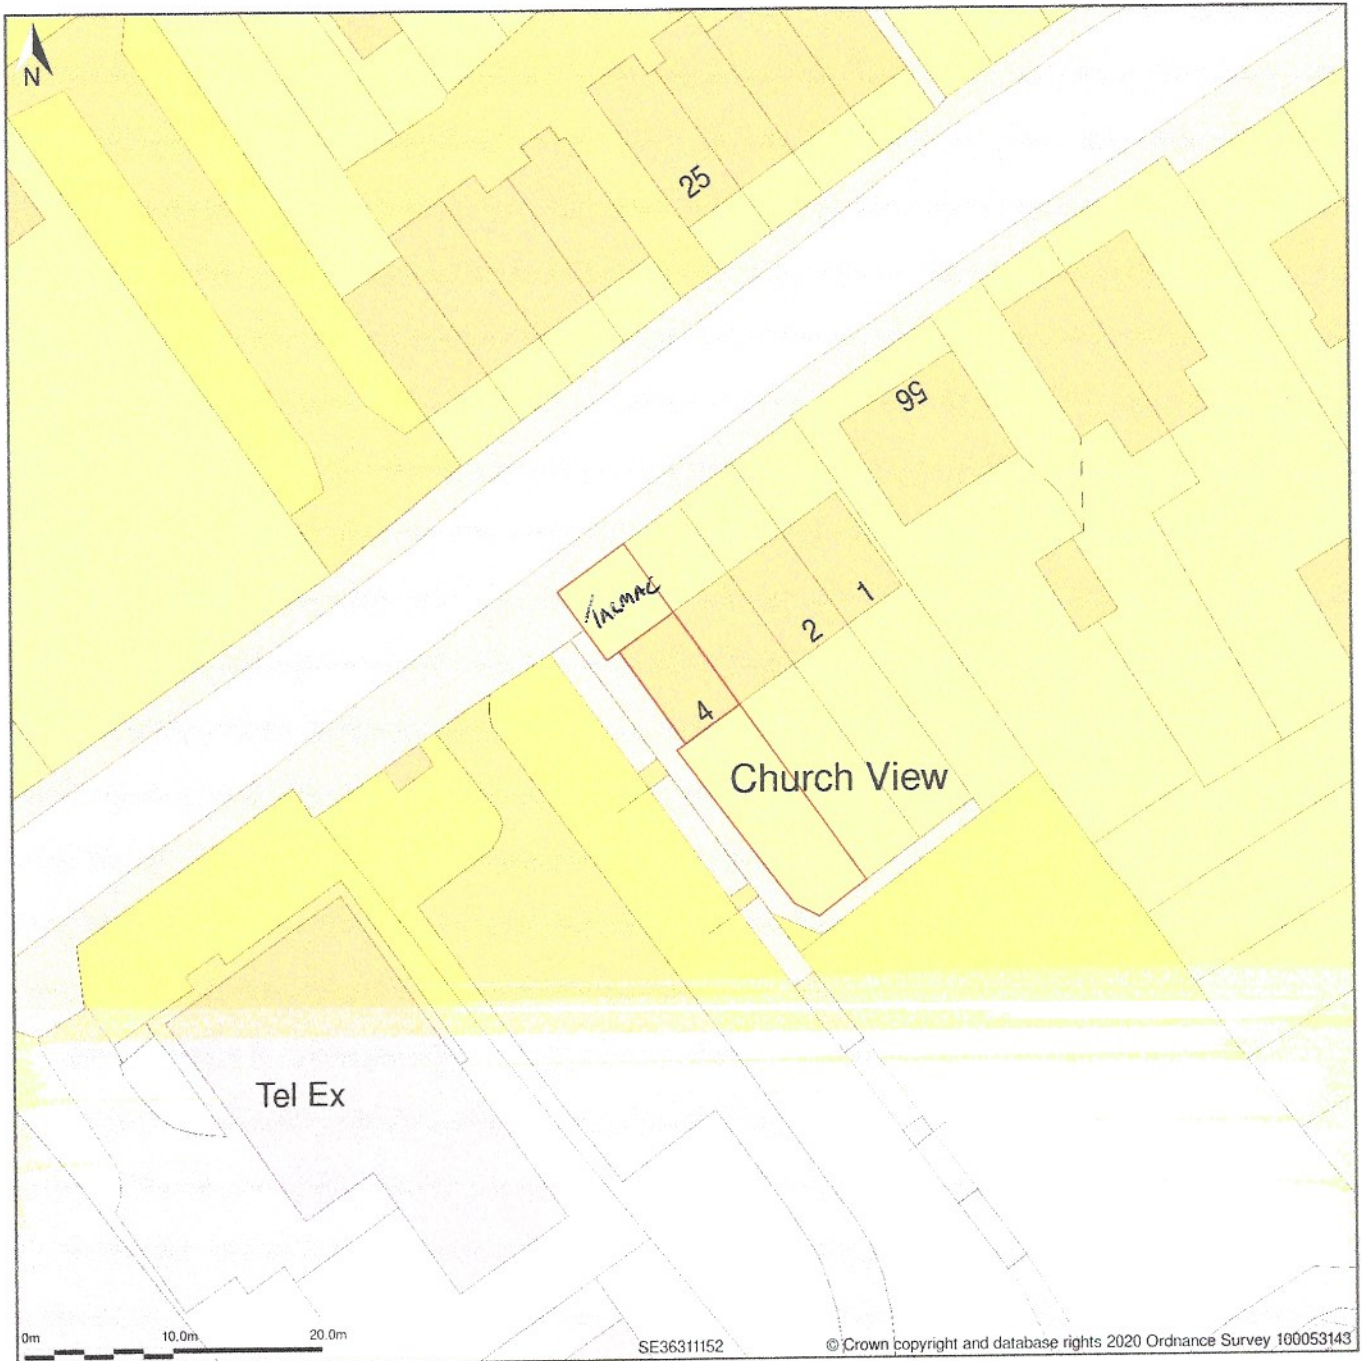 N
25
56
TARMAC
1
2
4
Church View
Tel Ex
0m 10.0m 20.0m
SE36311152
© Crown copyright and database rights 2020 Ordnance Survey 100053143